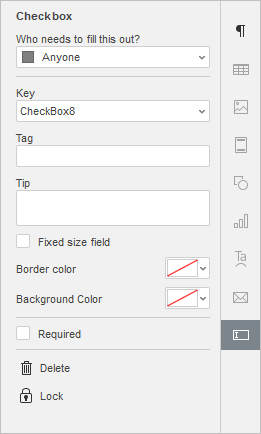 Checkbox
Who needs to fill this out?
Anyone
Key
CheckBox8
Tag
Tip
Fixed size field
Border color
Background Color
Required
Delete
Lock
Ta